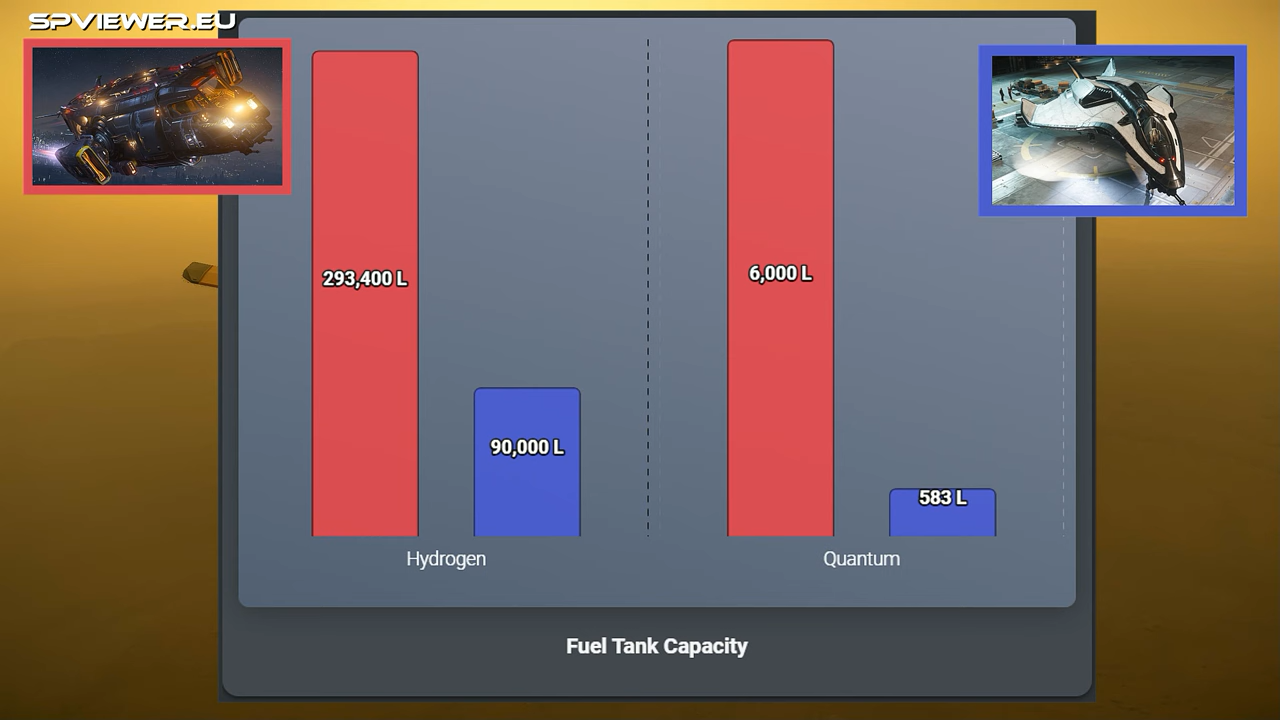 SPVIEWER.EU
293,400 L
6,000 L
90,000 L
583 L
Hydrogen
Quantum
Fuel Tank Capacity